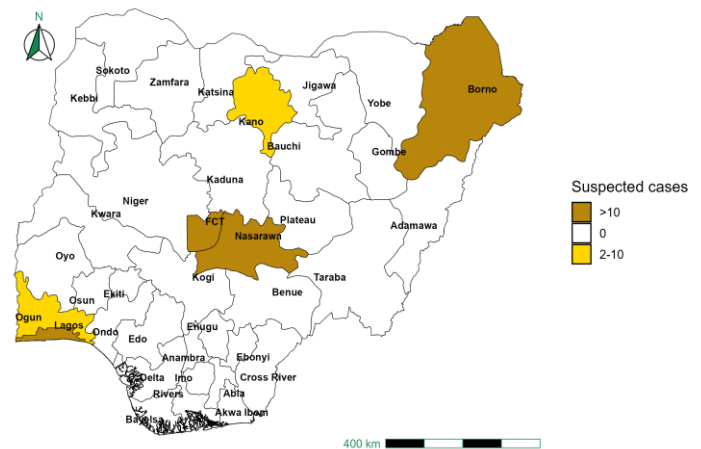 N
Sokoto
Zamfara
Kebbi
Katsina
Jigawa
Yobe
Borno
Kano
Bauchi
Gombe
Kaduna
Niger
Kwara
FCT
Nasarawa
Plateau
Adamawa
Oyo
Kogi
Taraba
Benue
Osun
Ekiti
Ogun
Lagos
Ondo
Edo
Enugu
Anambra
Ebonyi
Delta
Imo
Cross River
Rivers
Abia
Bayelsa
Akwa Ibom
Suspected cases
>10
0
2-10
400 km